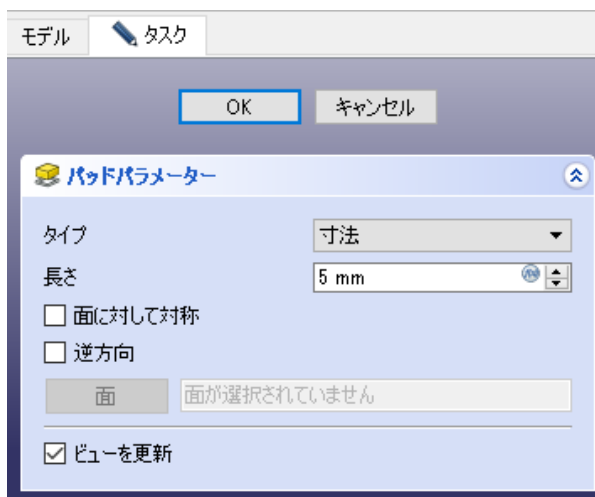 モデル タスク
OK キャンセル
パッドパラメーター
タイプ 寸法
長さ 5 mm
面に対して対称
逆方向
面 面が選択されていません
ビューを更新